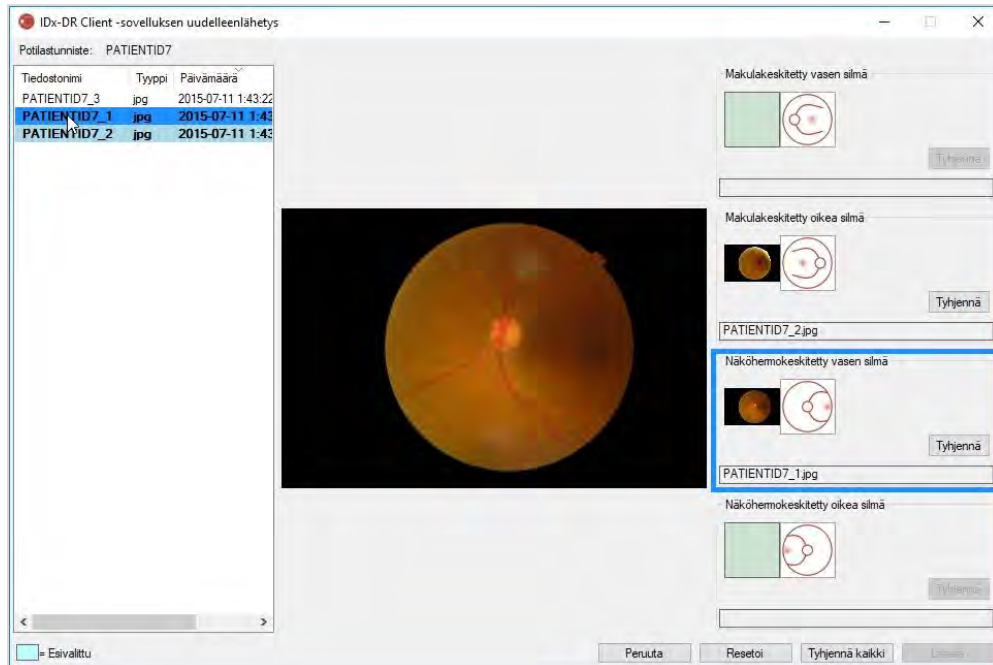 IDx-DR Client -sovelluksen uudelleenlähetys
Potilastunniste: PATIENTID7
Tiedostonimi Tyyppi Päivämäärä
PATIENTID7_3 jpg 2015-07-11 1:43:22
PATIENTID7_1 jpg 2015-07-11 1:43
PATIENTID7_2 jpg 2015-07-11 1:43
= Esivalittu
Makulakeskitetty vasen silmä
Tyhjennä
Makulakeskitetty oikea silmä
Tyhjennä
PATIENTID7_2.jpg
Näköhermokeskitetty vasen silmä
Tyhjennä
PATIENTID7_1.jpg
Näköhermokeskitetty oikea silmä
Tyhjennä
Peruuta Resetoi Tyhjennä kaikki